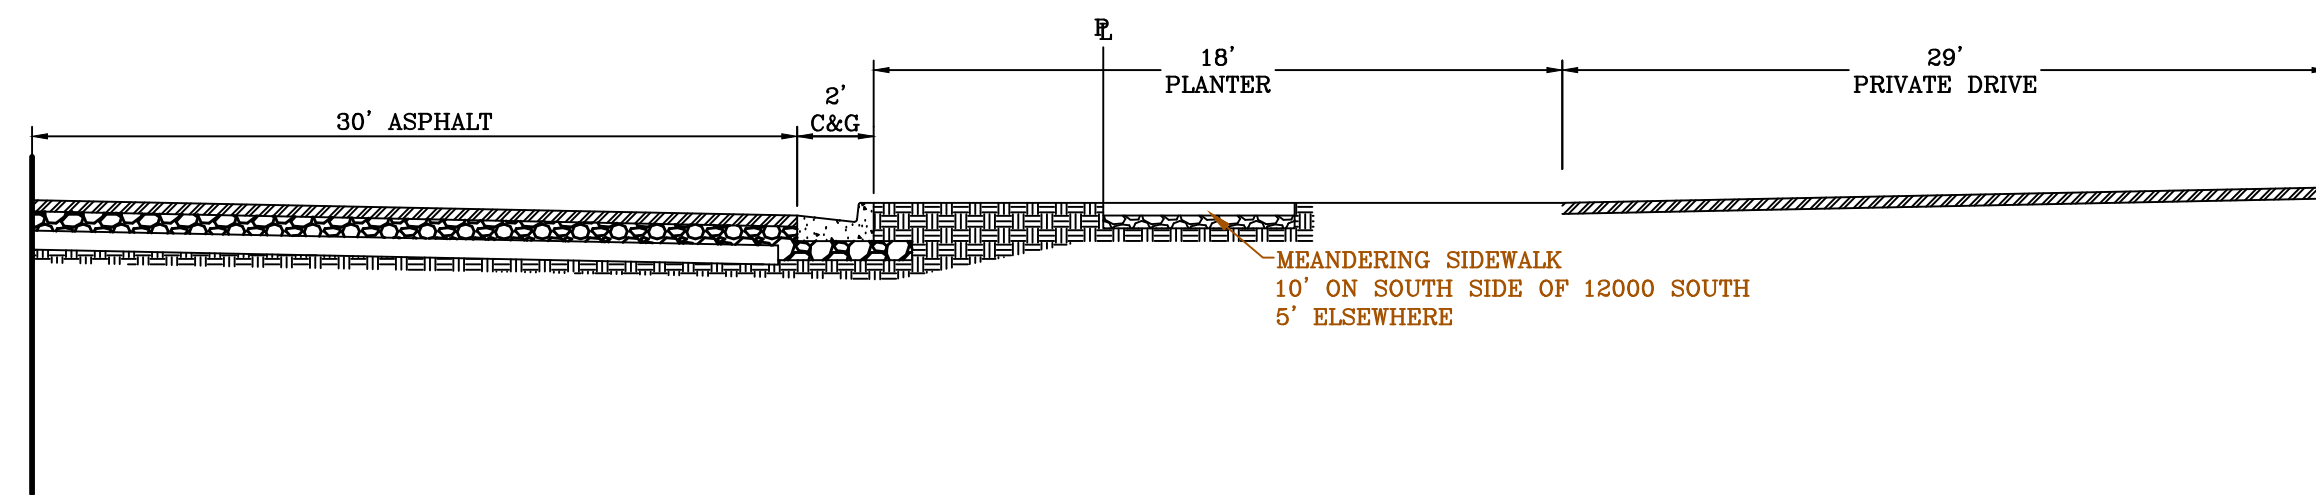 PL
18'
PLANTER
29'
PRIVATE DRIVE
2'
C&G
30' ASPHALT
MEANDERING SIDEWALK
10' ON SOUTH SIDE OF 12000 SOUTH
5' ELSEWHERE